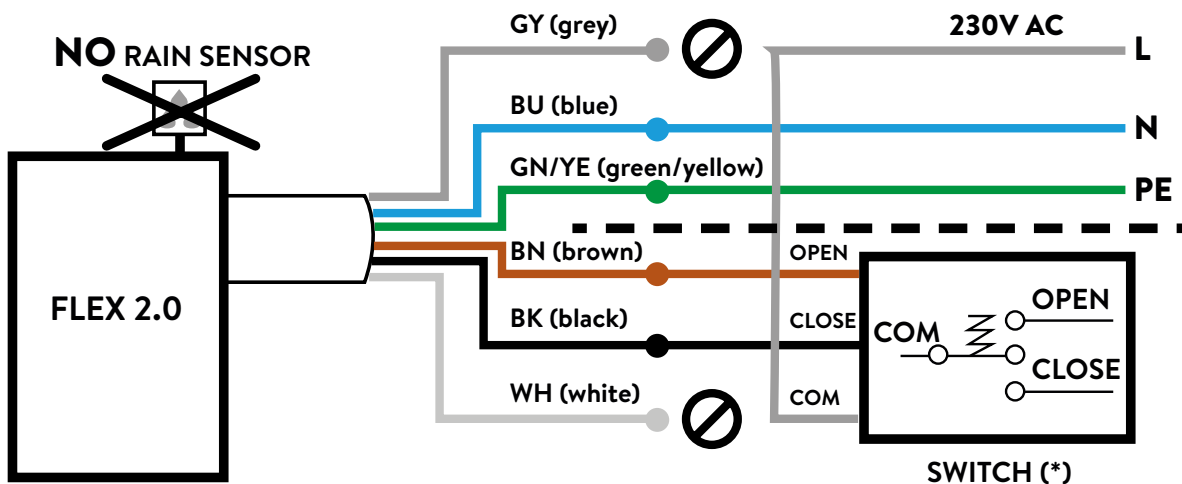 NO RAIN SENSOR
FLEX 2.0
GY (grey)
BU (blue)
GN/YE (green/yellow)
BN (brown)
BK (black)
WH (white)
230V AC
L
N
PE
OPEN
CLOSE
COM
COM
OPEN
CLOSE
SWITCH (*)